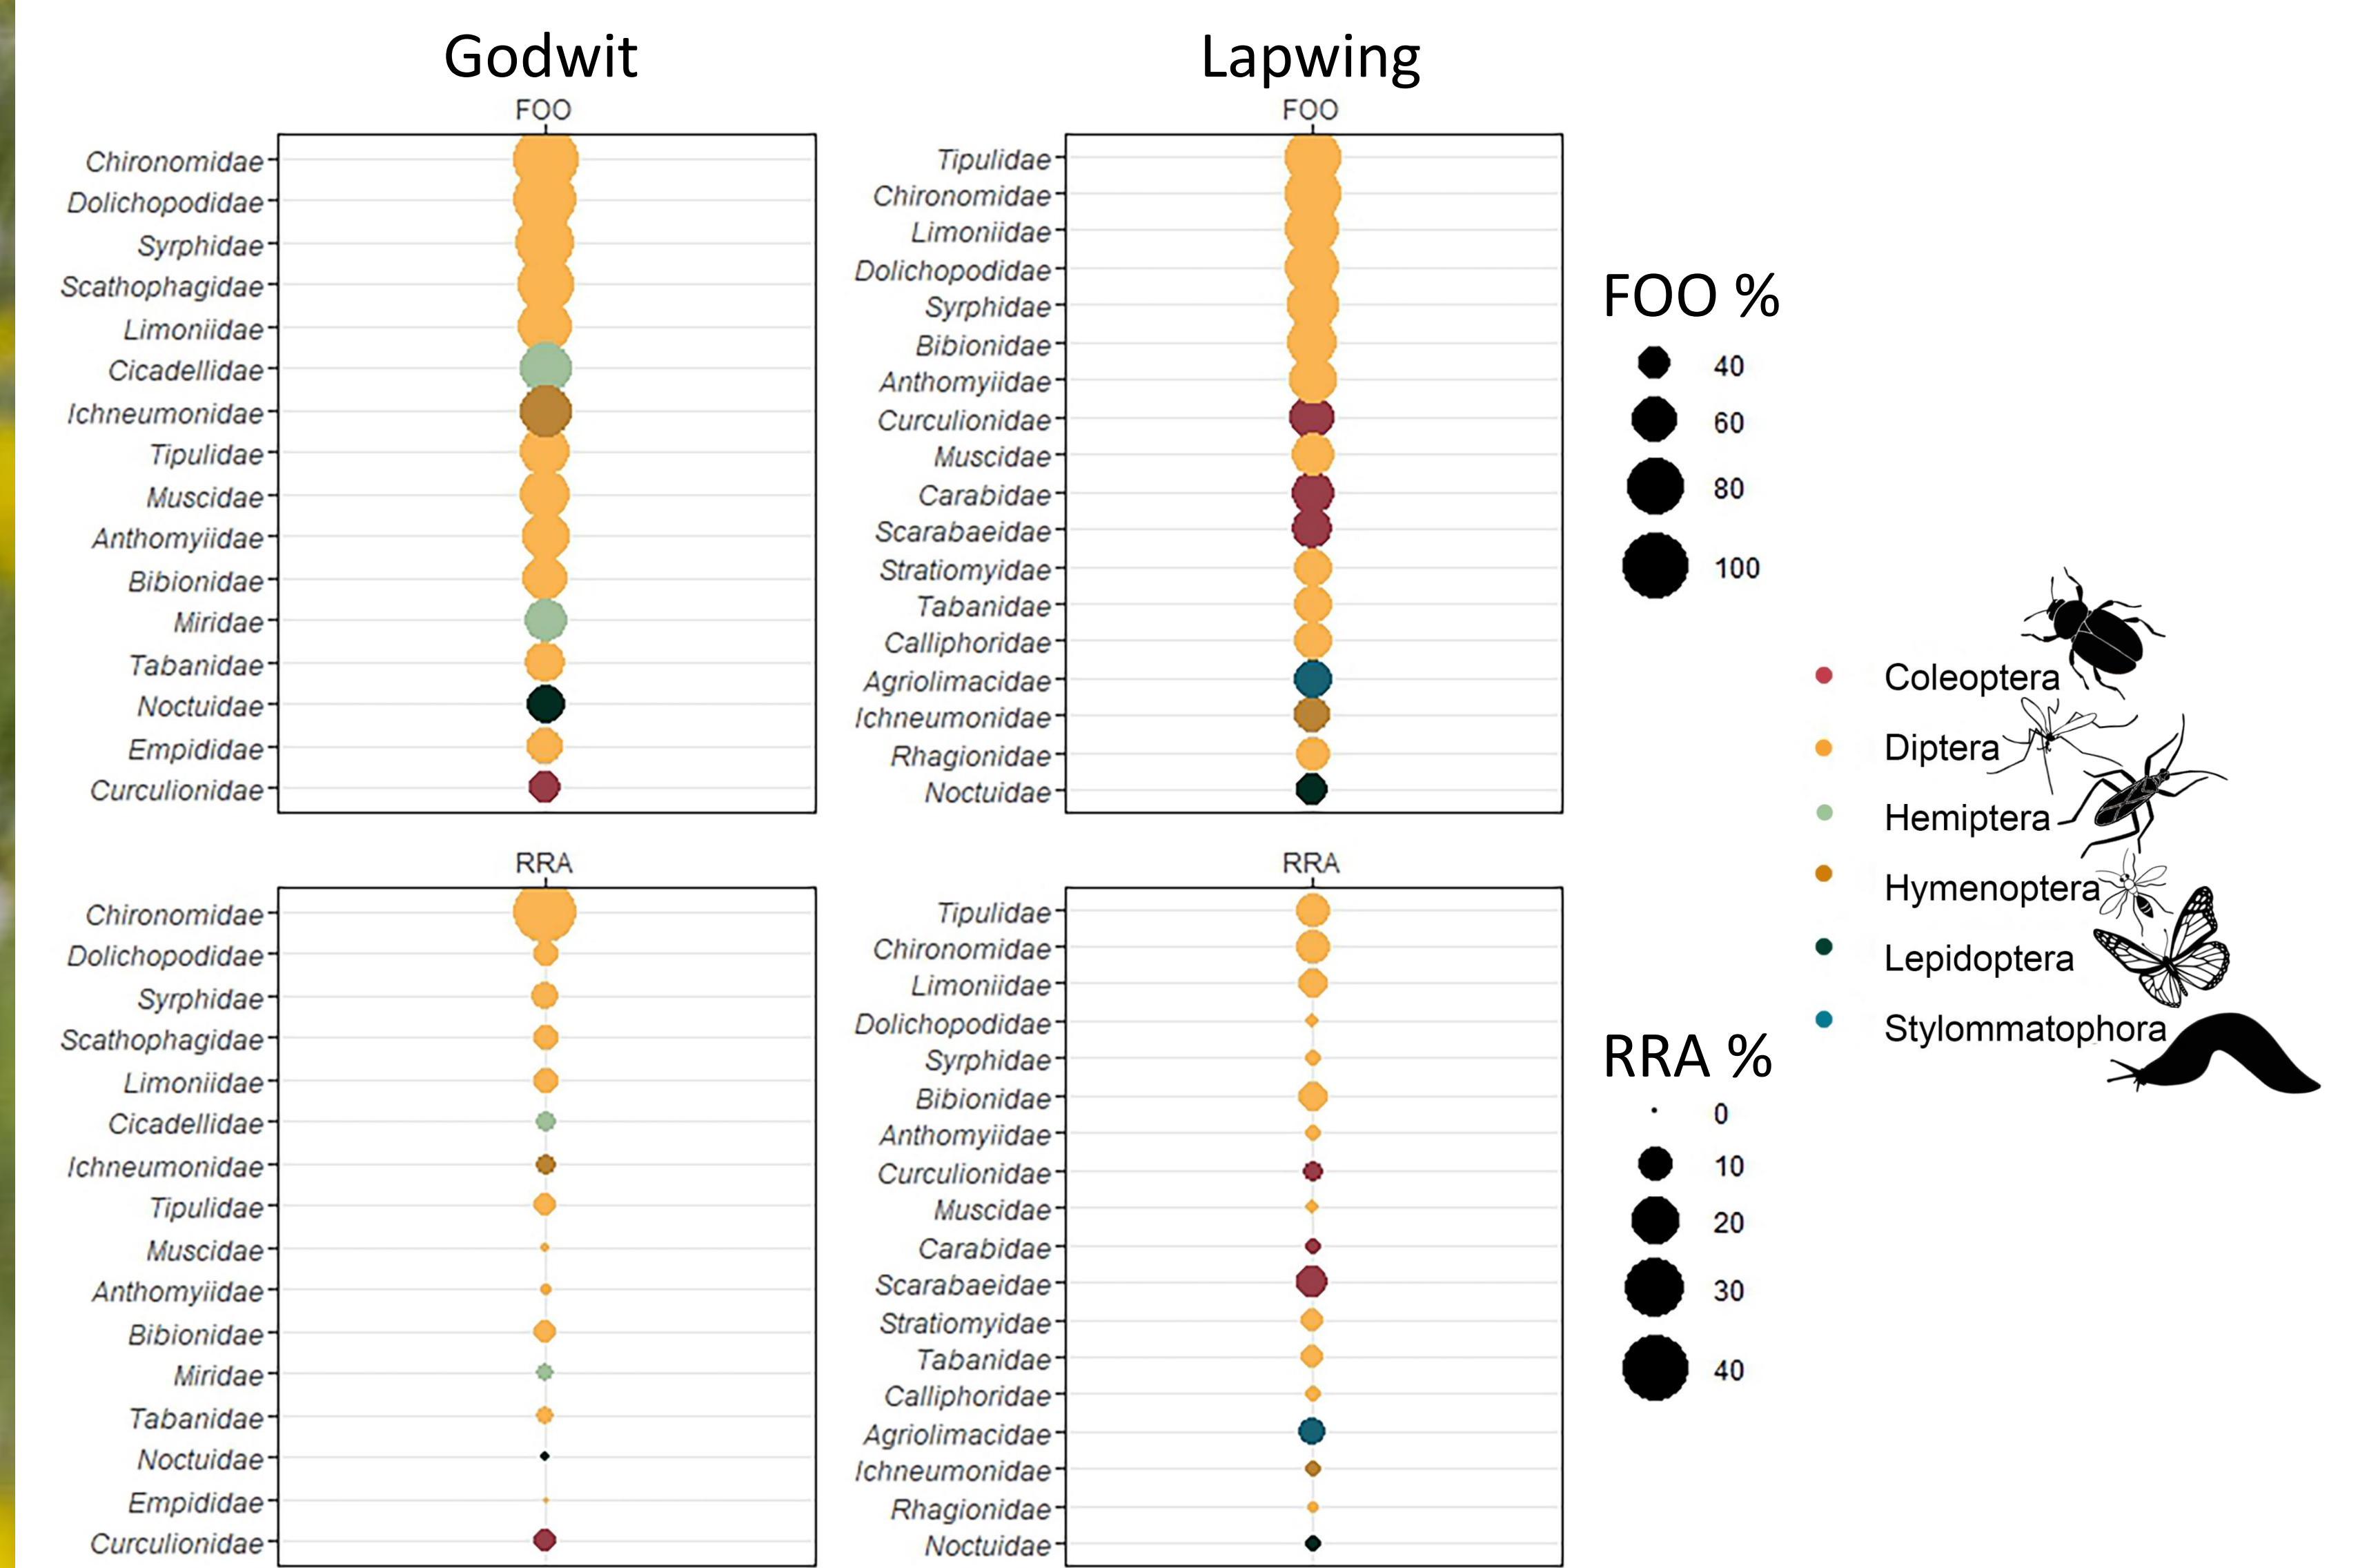 Godwit
FOO
Chironomidae
Dolichopodidae
Syrphidae
Scathophagidae
Limoniidae
Cicadellidae
Ichneumonidae
Tipulidae
Muscidae
Anthomyiidae
Bibionidae
Miridae
Tabanidae
Noctuidae
Empididae
Curculionidae
Lapwing
FOO
Tipulidae
Chironomidae
Limoniidae
Dolichopodidae
Syrphidae
Bibionidae
Anthomyiidae
Curculionidae
Muscidae
Carabidae
Scarabaeidae
Stratiomyidae
Tabanidae
Calliphoridae
Agriolimacidae
Ichneumonidae
Rhagionidae
Noctuidae
RRA
Chironomidae
Dolichopodidae
Syrphidae
Scathophagidae
Limoniidae
Cicadellidae
Ichneumonidae
Tipulidae
Muscidae
Anthomyiidae
Bibionidae
Miridae
Tabanidae
Noctuidae
Empididae
Curculionidae
RRA
Tipulidae
Chironomidae
Limoniidae
Dolichopodidae
Syrphidae
Bibionidae
Anthomyiidae
Curculionidae
Muscidae
Carabidae
Scarabaeidae
Stratiomyidae
Tabanidae
Calliphoridae
Agriolimacidae
Ichneumonidae
Rhagionidae
Noctuidae
FOO %
40
60
80
100
RRA %
0
10
20
30
40
Coleoptera
Diptera
Hemiptera
Hymenoptera
Lepidoptera
Stylommatophora